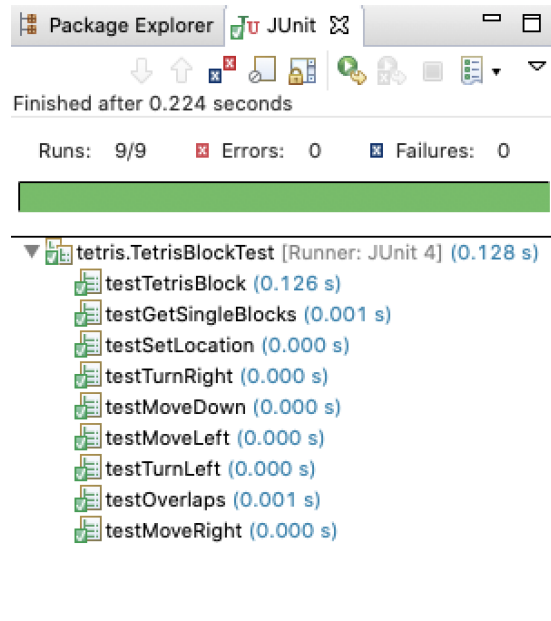 Package Explorer JUnit
Finished after 0.224 seconds
Runs: 9/9 Errors: 0 Failures: 0
tetris.TetrisBlockTest [Runner: JUnit 4] (0.128 s)
testTetrisBlock (0.126 s)
testGetSingleBlocks (0.001 s)
testSetLocation (0.000 s)
testTurnRight (0.000 s)
testMoveDown (0.000 s)
testMoveLeft (0.000 s)
testTurnLeft (0.000 s)
testOverlaps (0.001 s)
testMoveRight (0.000 s)